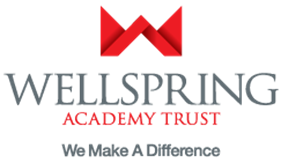 WELLSPRING
ACADEMY TRUST
We Make A Difference